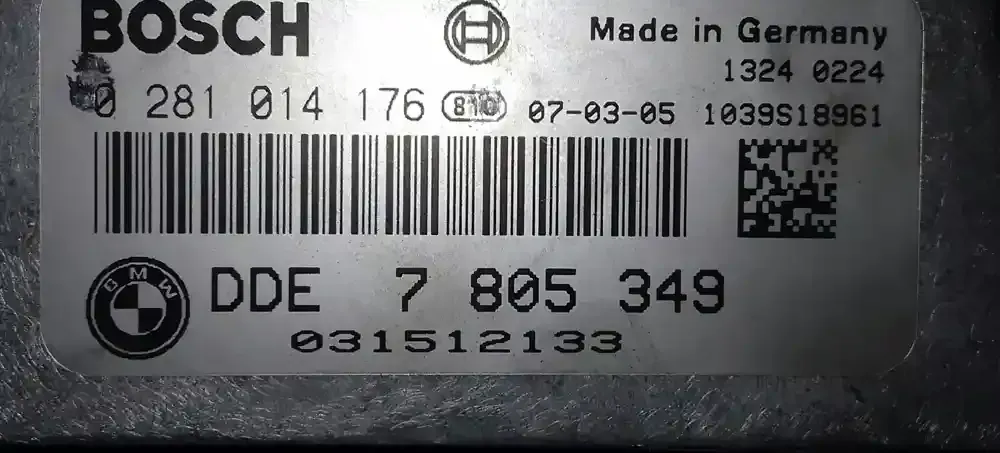 BOSCH Made in Germany
1324 0224
0 281 014 176 810 07-03-05 1039S18961
BMW DDE 7 805 349
031512133